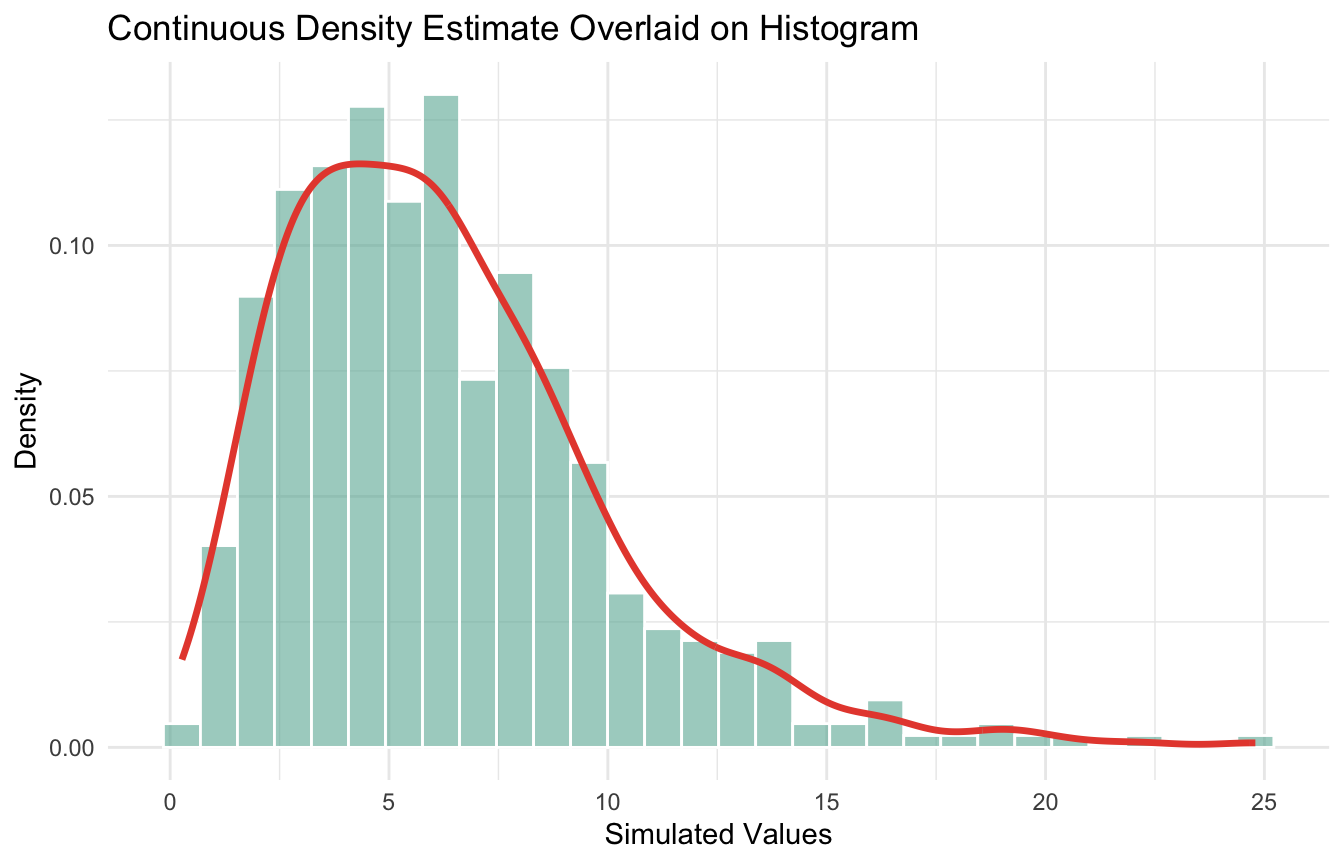 Continuous Density Estimate Overlaid on Histogram
Density
0.10
0.05
0.00
0 5 10 15 20 25
Simulated Values